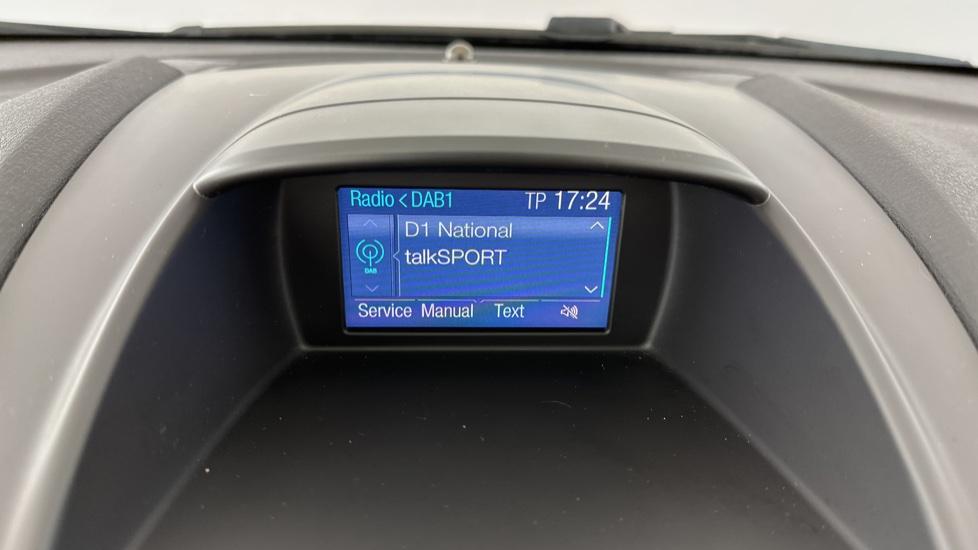 Radio < DAB1 TP 17:24
D1 National
talkSPORT
DAB
Service Manual Text